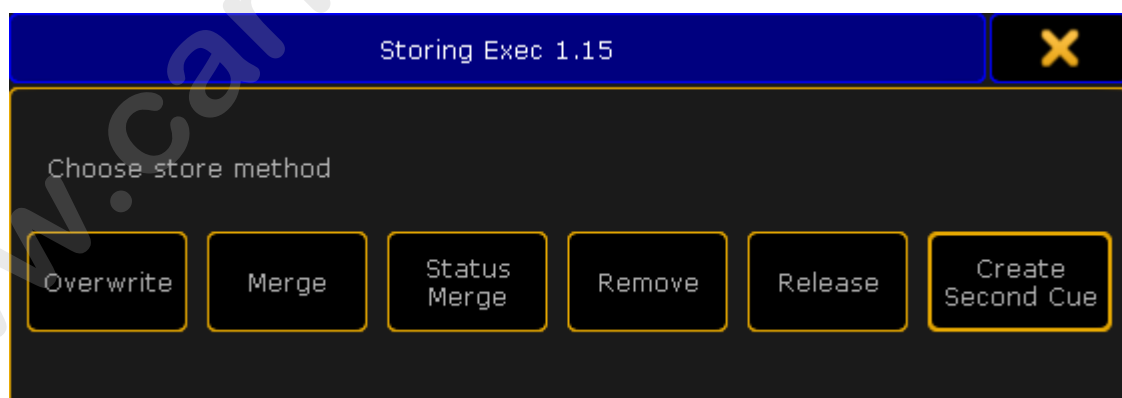 Storing Exec 1.15
Choose store method
Overwrite
Merge
Status
Merge
Remove
Release
Create
Second Cue